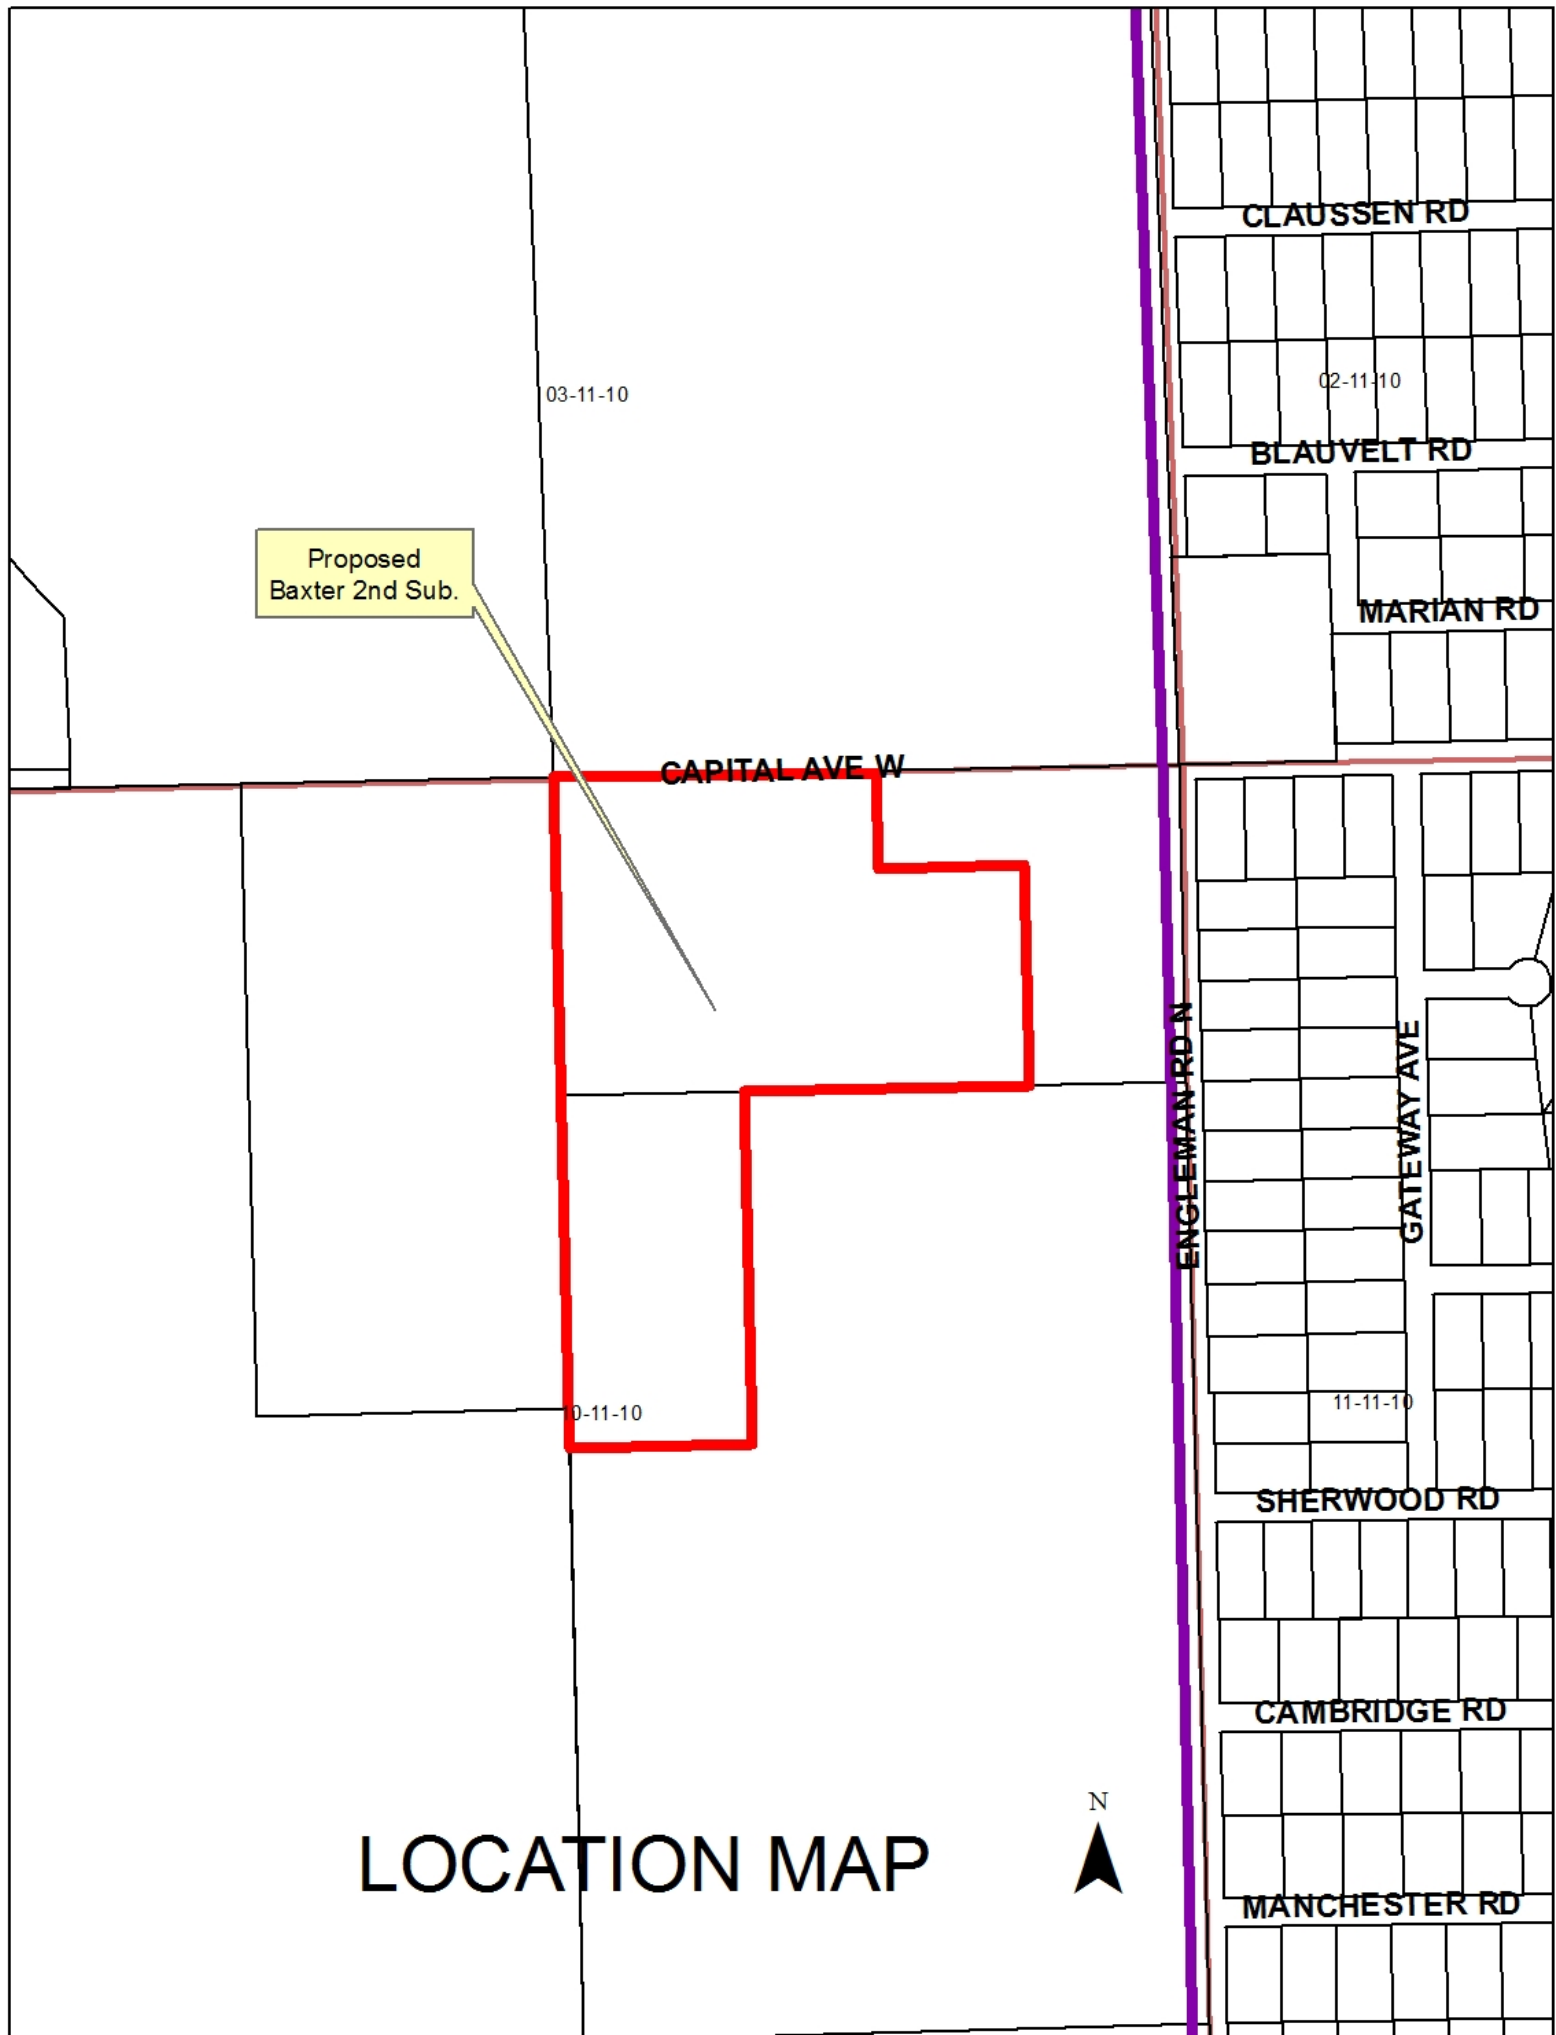 CLAUSSEN RD
03-11-10
02-11-10
BLAUVELT RD
Proposed
Baxter 2nd Sub.
MARIAN RD
CAPITAL AVE W
ENGLEMAN RD N
GATEWAY AVE
10-11-10
11-11-10
SHERWOOD RD
CAMBRIDGE RD
N
LOCATION MAP
MANCHESTER RD